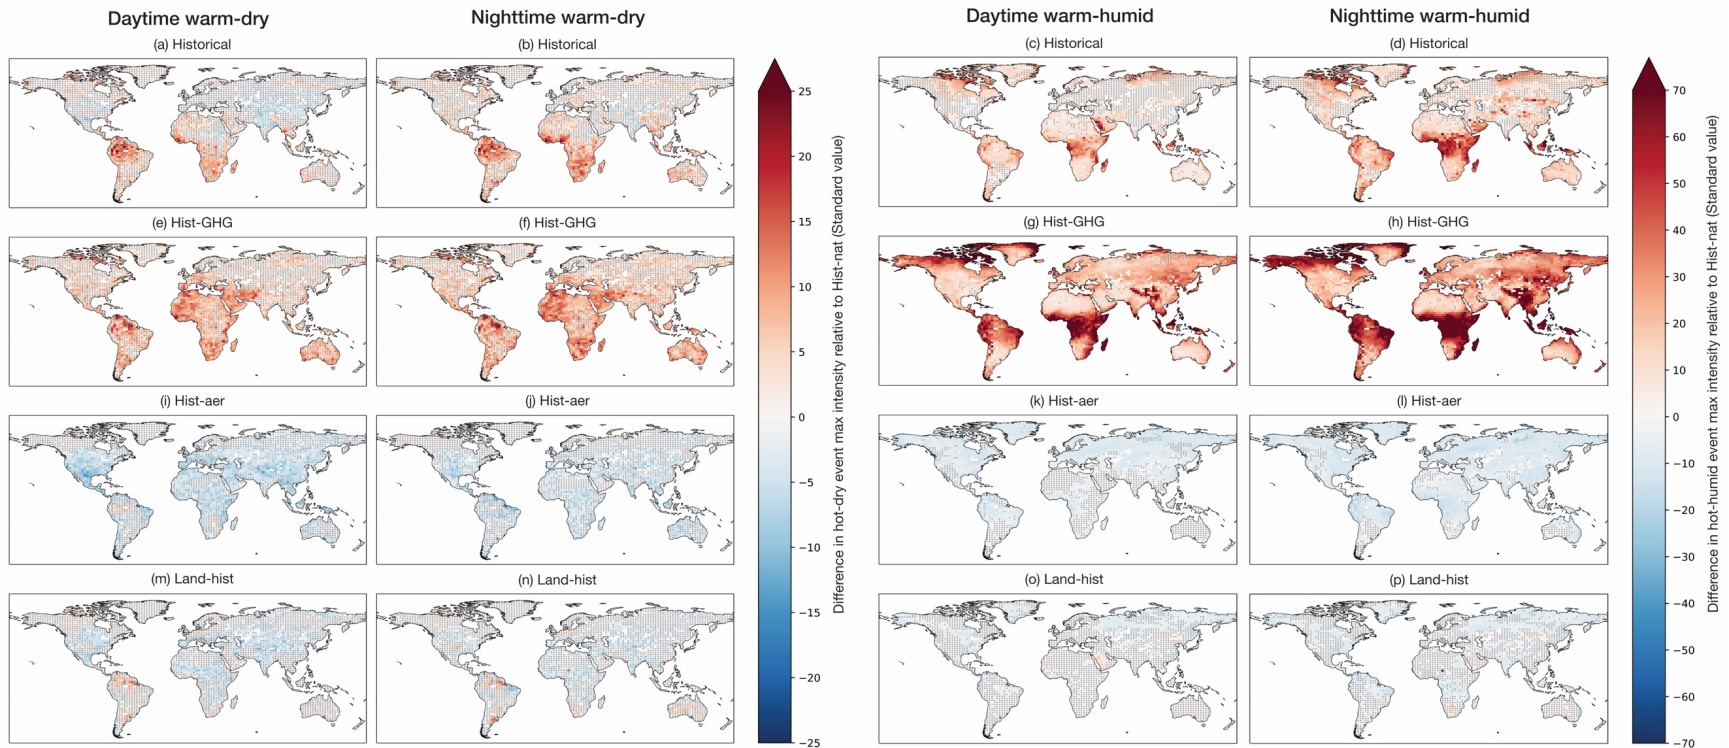 Daytime warm-dry
Nighttime warm-dry
Daytime warm-humid
Nighttime warm-humid
(a) Historical
(b) Historical
(c) Historical
(d) Historical
(e) Hist-GHG
(f) Hist-GHG
(g) Hist-GHG
(h) Hist-GHG
(i) Hist-aer
(j) Hist-aer
(k) Hist-aer
(l) Hist-aer
(m) Land-hist
(n) Land-hist
(o) Land-hist
(p) Land-hist
25
20
15
10
5
0
−5
−10
−15
−20
−25
Difference in hot-dry event max intensity relative to Hist-nat (Standard value)
70
60
50
40
30
20
10
0
−10
−20
−30
−40
−50
−60
−70
Difference in hot-humid event max intensity relative to Hist-nat (Standard value)